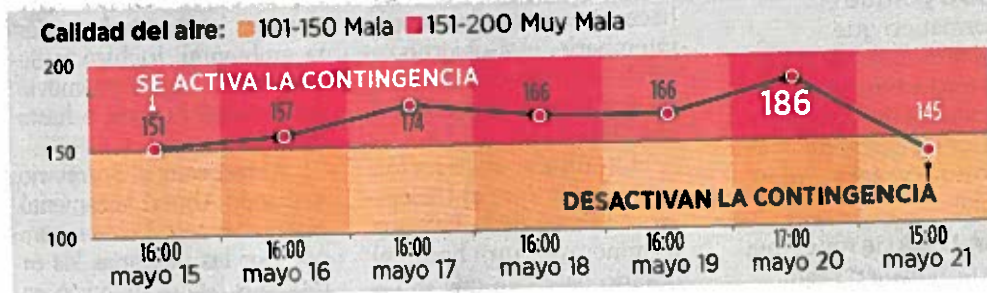 Calidad del aire: 101-150 Mala 151-200 Muy Mala
200
SE ACTIVA LA CONTINGENCIA
151
157
174
166
166
186
145
150
DESACTIVAN LA CONTINGENCIA
100
16:00 16:00 16:00 16:00 16:00 17:00 15:00
mayo 15 mayo 16 mayo 17 mayo 18 mayo 19 mayo 20 mayo 21